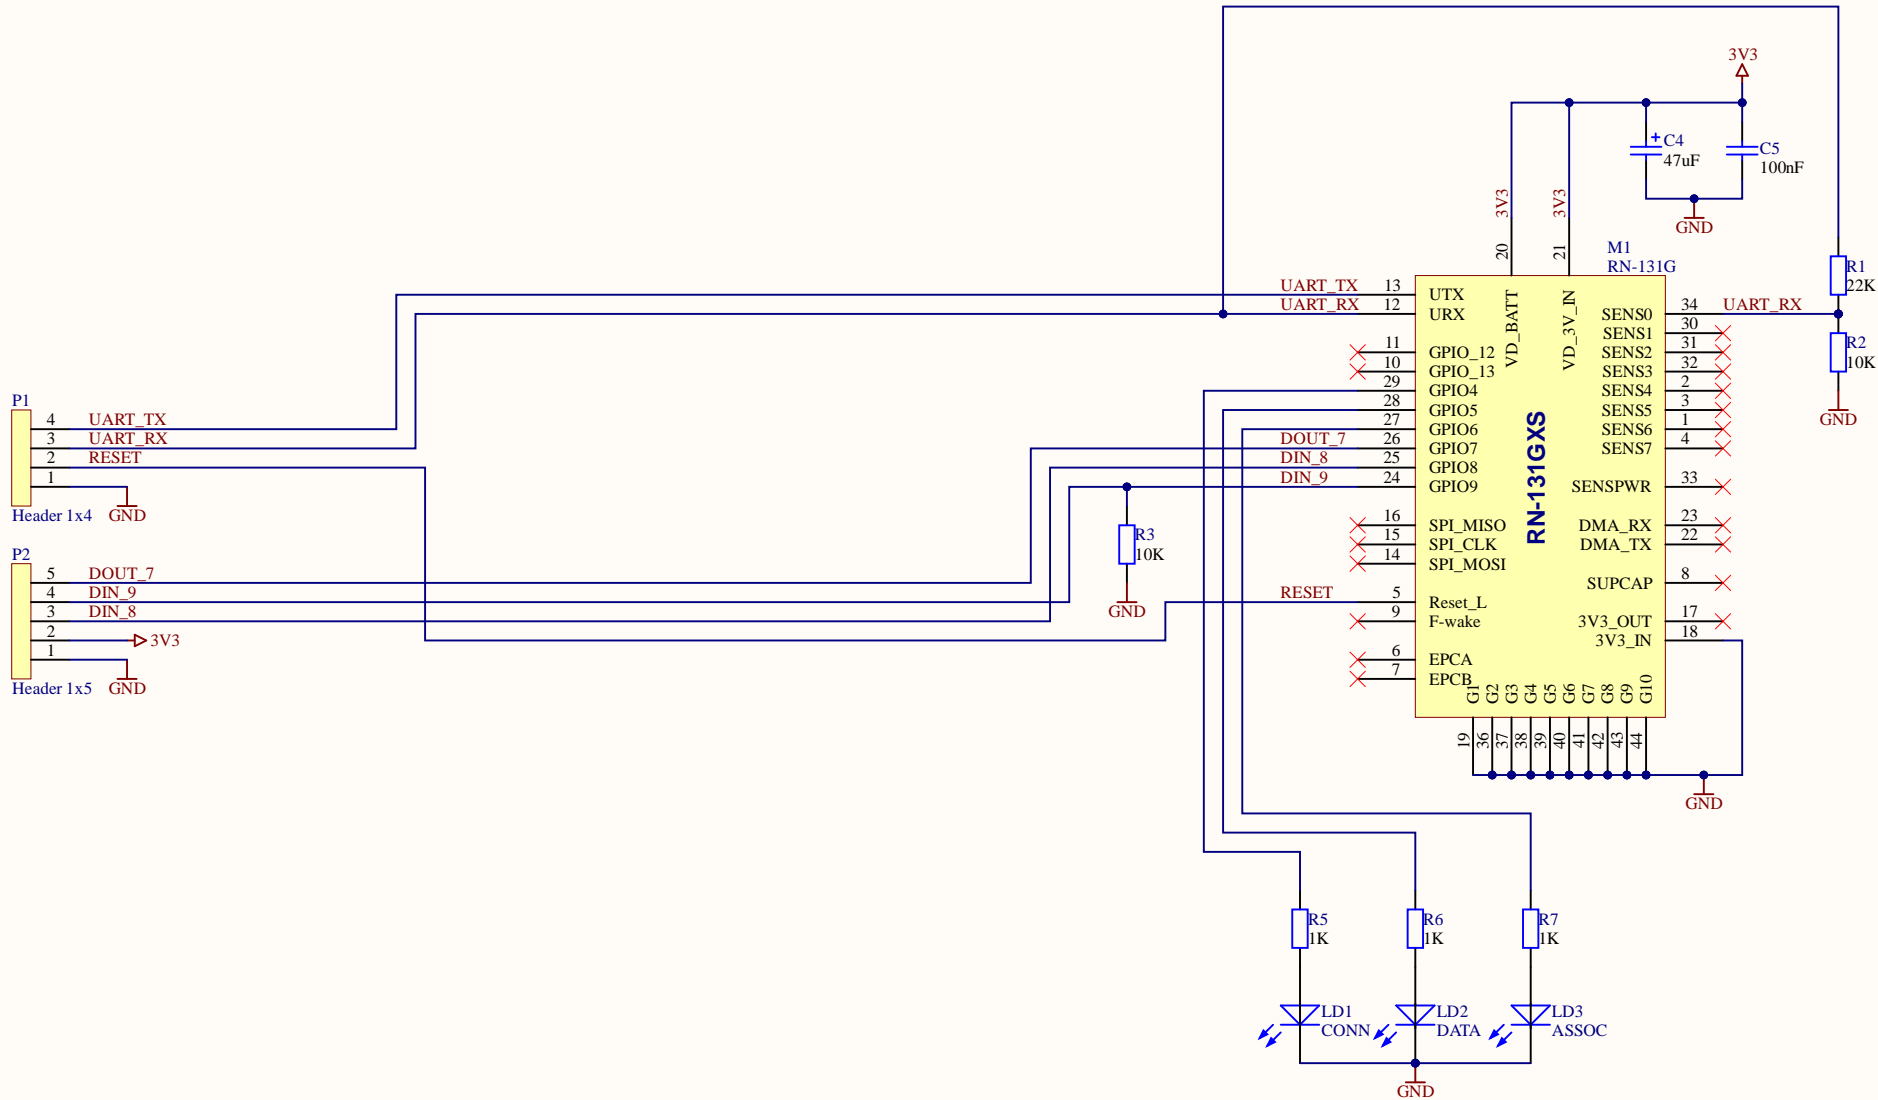 3V3
C4
47uF
C5
100nF
GND
3V3
3V3
20
21
M1
RN-131G
R1
22K
UART_TX 13 UTX
UART_RX 12 URX
11 GPIO_12
10 GPIO_13
29 GPIO4
28 GPIO5
27 GPIO6
DOUT_7 26 GPIO7
DIN_8 25 GPIO8
DIN_9 24 GPIO9
16 SPI_MISO
15 SPI_CLK
14 SPI_MOSI
RESET 5 Reset_L
9 F-wake
6 EPCA
7 EPCB
VD_BATT
VD_3V_IN
RN-131GXS
SENS0 34 UART_RX
SENS1 30
SENS2 31
SENS3 32
SENS4 2
SENS5 3
SENS6 1
SENS7 4
SENSPWR 33
DMA_RX 23
DMA_TX 22
SUPCAP 8
3V3_OUT 17
3V3_IN 18
R2
10K
GND
G1 G2 G3 G4 G5 G6 G7 G8 G9 G10
19 36 37 38 39 40 41 42 43 44
GND
P1
4 UART_TX
3 UART_RX
2 RESET
1
Header 1x4
GND
P2
5 DOUT_7
4 DIN_9
3 DIN_8
2 3V3
1
Header 1x5
GND
R3
10K
GND
R5
1K
R6
1K
R7
1K
LD1
CONN
LD2
DATA
LD3
ASSOC
GND
+